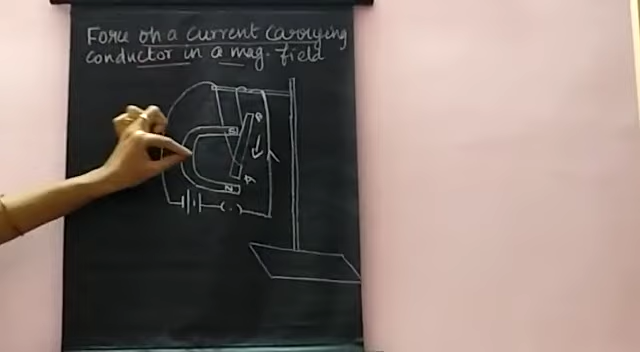 Force on a current carrying
conductor in a mag. field
B
S
A
N